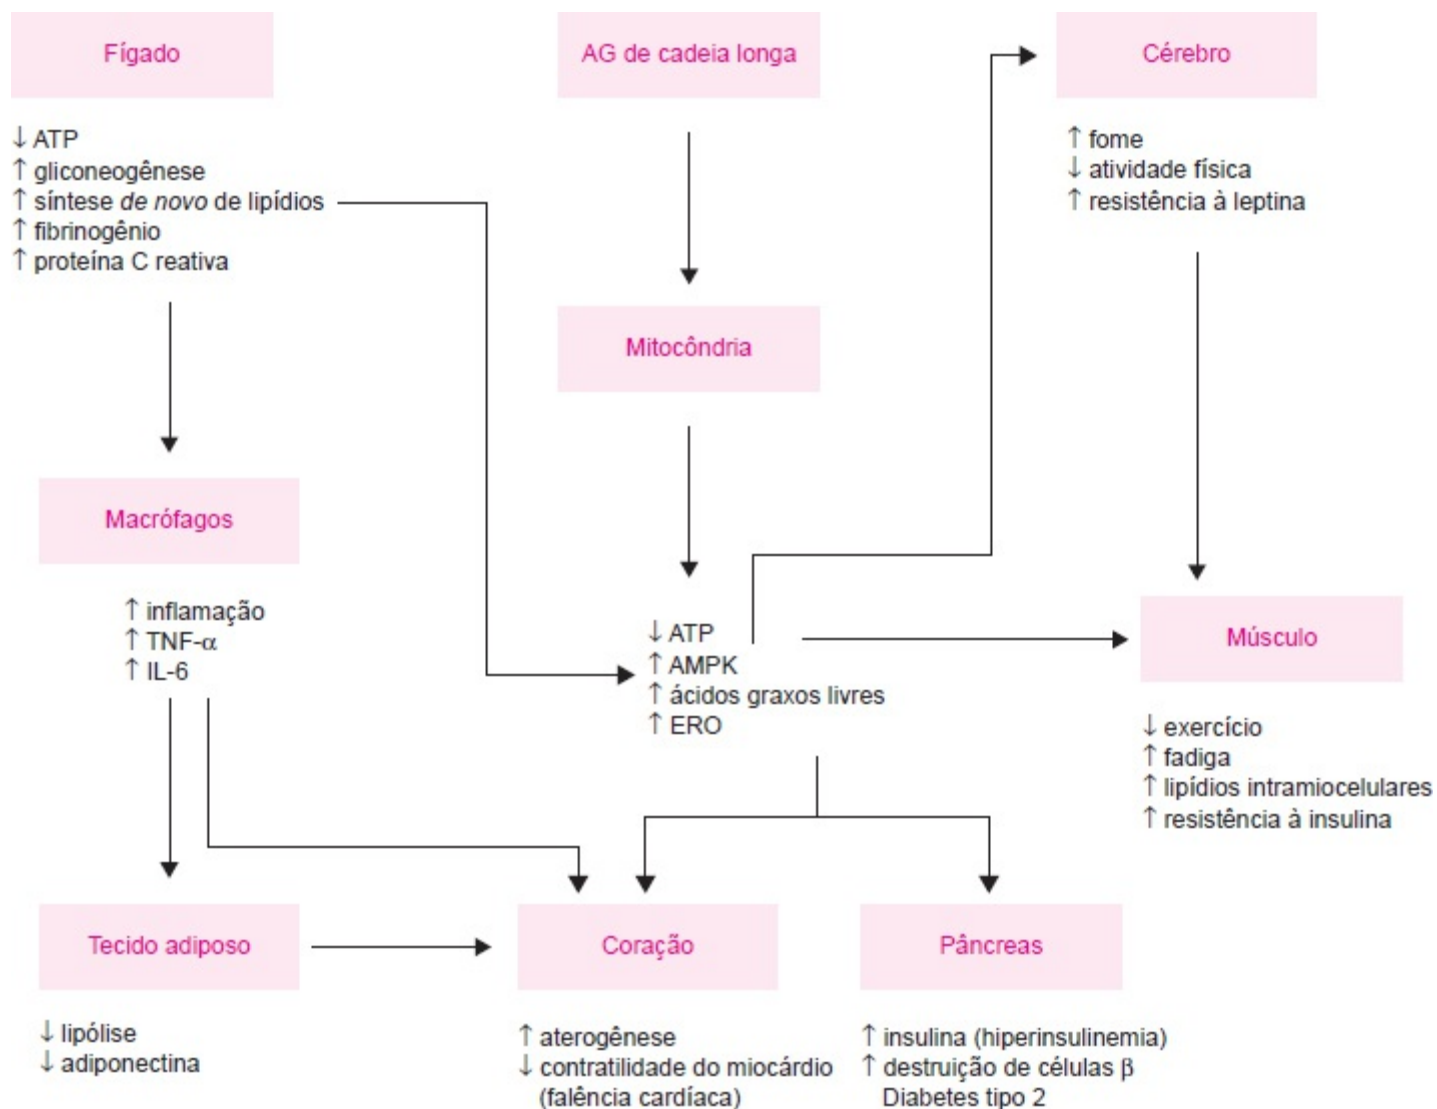 Fígado
↓ ATP
↑ gliconeogênese
↑ síntese de novo de lipídios
↑ fibrinogênio
↑ proteína C reativa
AG de cadeia longa
Mitocôndria
Cérebro
↑ fome
↓ atividade física
↑ resistência à leptina
Macrófagos
↑ inflamação
↑ TNF-α
↑ IL-6
↓ ATP
↑ AMPK
↑ ácidos graxos livres
↑ ERO
Músculo
↓ exercício
↑ fadiga
↑ lipídios intramiocelulares
↑ resistência à insulina
Tecido adiposo
↓ lipólise
↓ adiponectina
Coração
↑ aterogênese
↓ contratilidade do miocárdio
(falência cardíaca)
Pâncreas
↑ insulina (hiperinsulinemia)
↑ destruição de células β
Diabetes tipo 2